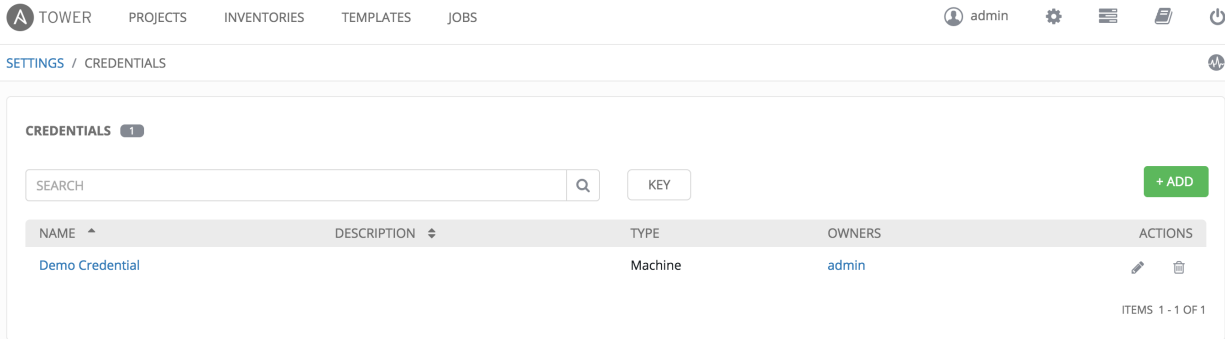 A TOWER PROJECTS INVENTORIES TEMPLATES JOBS admin
SETTINGS / CREDENTIALS
CREDENTIALS 1
SEARCH KEY + ADD
NAME DESCRIPTION TYPE OWNERS ACTIONS
Demo Credential Machine admin
ITEMS 1 - 1 OF 1